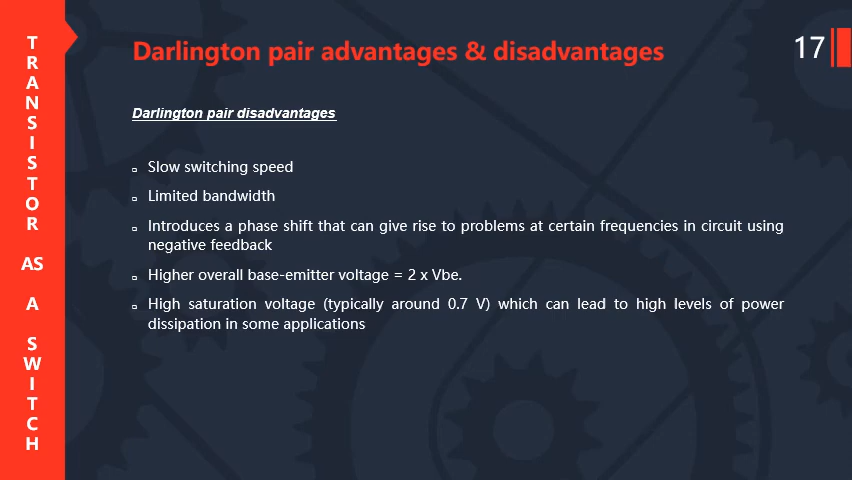 TRANSISTOR
AS
A
SWITCH
Darlington pair advantages & disadvantages
17
Darlington pair disadvantages
Slow switching speed
Limited bandwidth
Introduces a phase shift that can give rise to problems at certain frequencies in circuit using
negative feedback
Higher overall base-emitter voltage = 2 x Vbe.
High saturation voltage (typically around 0.7 V) which can lead to high levels of power
dissipation in some applications